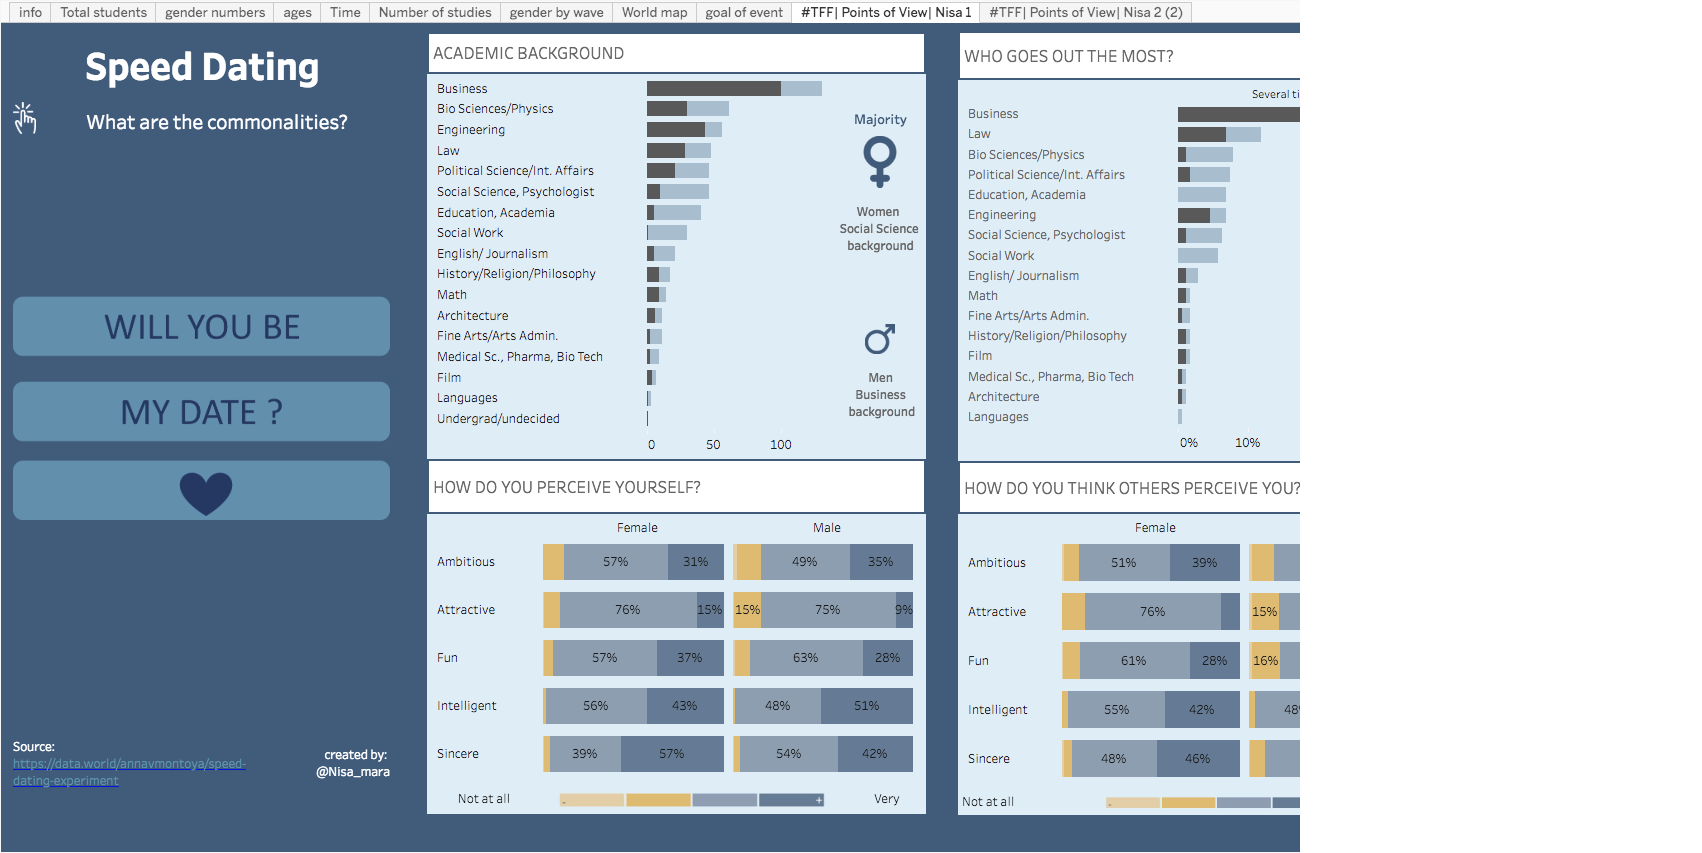 info Total students gender numbers ages Time Number of studies gender by wave World map goal of event #TFF| Points of View| Nisa 1 #TFF| Points of View| Nisa 2 (2)
Speed Dating
What are the commonalities?
WILL YOU BE
MY DATE ?
Source:
https://data.world/annavmontoya/speed-
dating-experiment
created by:
@Nisa_mara
ACADEMIC BACKGROUND
Business
Bio Sciences/Physics
Engineering
Law
Political Science/Int. Affairs
Social Science, Psychologist
Education, Academia
Social Work
English/ Journalism
History/Religion/Philosophy
Math
Architecture
Fine Arts/Arts Admin.
Medical Sc., Pharma, Bio Tech
Film
Languages
Undergrad/undecided
0 50 100
Majority
Women
Social Science
background
Men
Business
background
WHO GOES OUT THE MOST?
Several ti
Business
Law
Bio Sciences/Physics
Political Science/Int. Affairs
Education, Academia
Engineering
Social Science, Psychologist
Social Work
English/ Journalism
Math
Fine Arts/Arts Admin.
History/Religion/Philosophy
Film
Medical Sc., Pharma, Bio Tech
Architecture
Languages
0% 10%
HOW DO YOU PERCEIVE YOURSELF?
Female Male
Ambitious 57% 31% 49% 35%
Attractive 76% 15% 15% 75% 9%
Fun 57% 37% 63% 28%
Intelligent 56% 43% 48% 51%
Sincere 39% 57% 54% 42%
Not at all - + Very
HOW DO YOU THINK OTHERS PERCEIVE YOU?
Female
Ambitious 51% 39%
Attractive 76% 15%
Fun 61% 28% 16%
Intelligent 55% 42% 48
Sincere 48% 46%
Not at all -